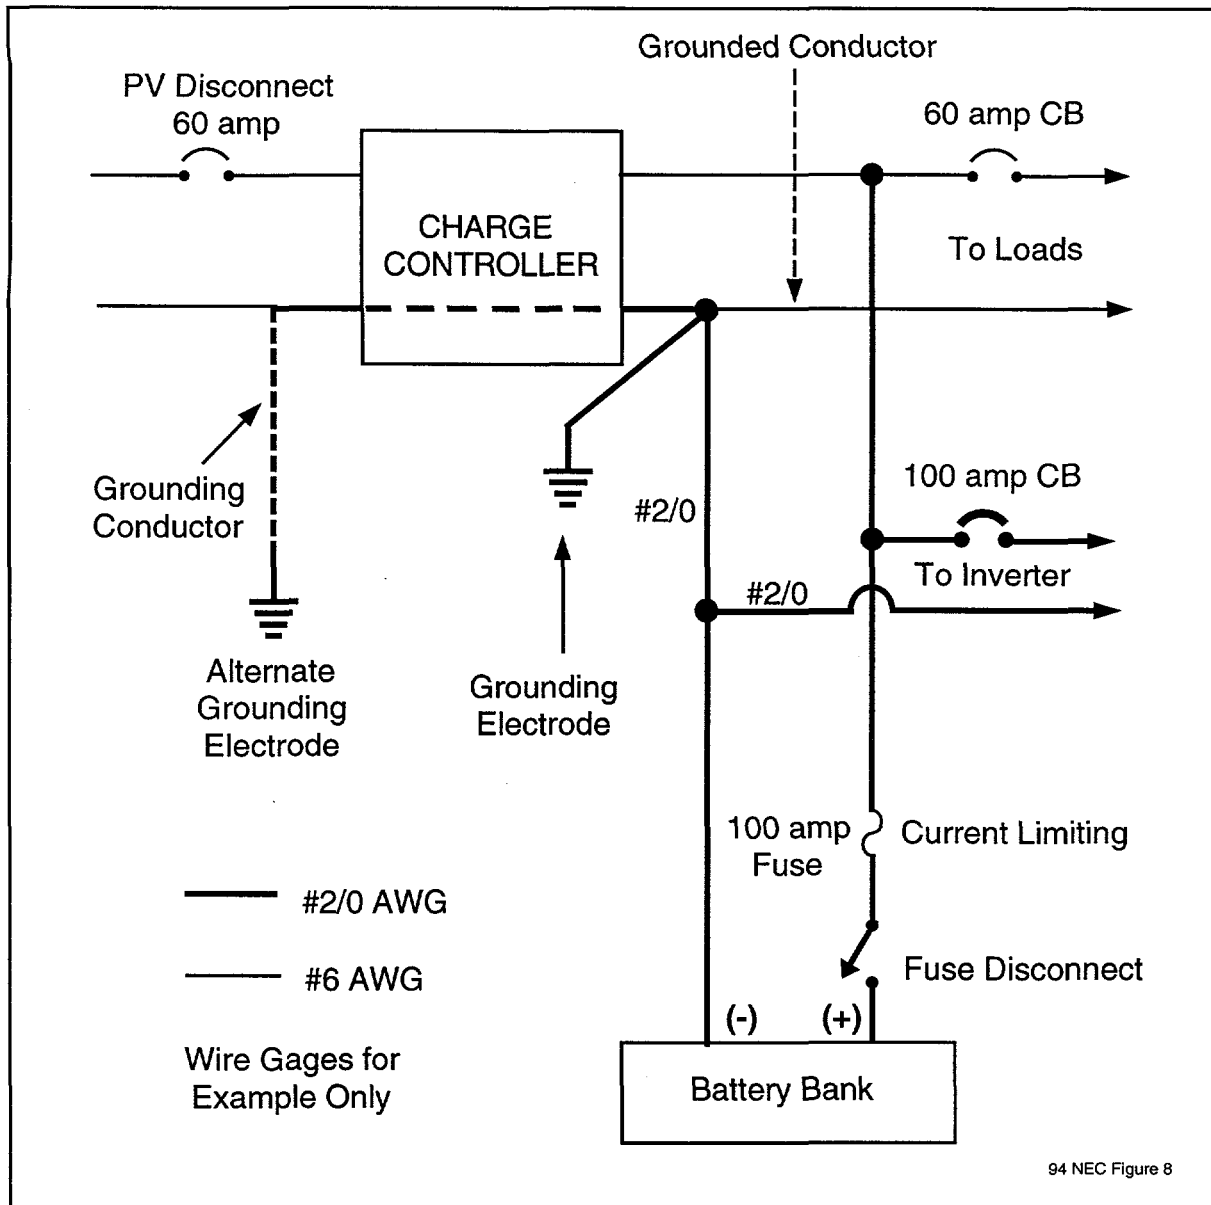 Grounded Conductor
PV Disconnect
60 amp
60 amp CB
CHARGE
CONTROLLER
To Loads
Grounding
Conductor
100 amp CB
#2/0
To Inverter
#2/0
Alternate
Grounding
Electrode
Grounding
Electrode
100 amp
Fuse
Current Limiting
#2/0 AWG
#6 AWG
Fuse Disconnect
(-)
(+)
Wire Gages for
Example Only
Battery Bank
94 NEC Figure 8